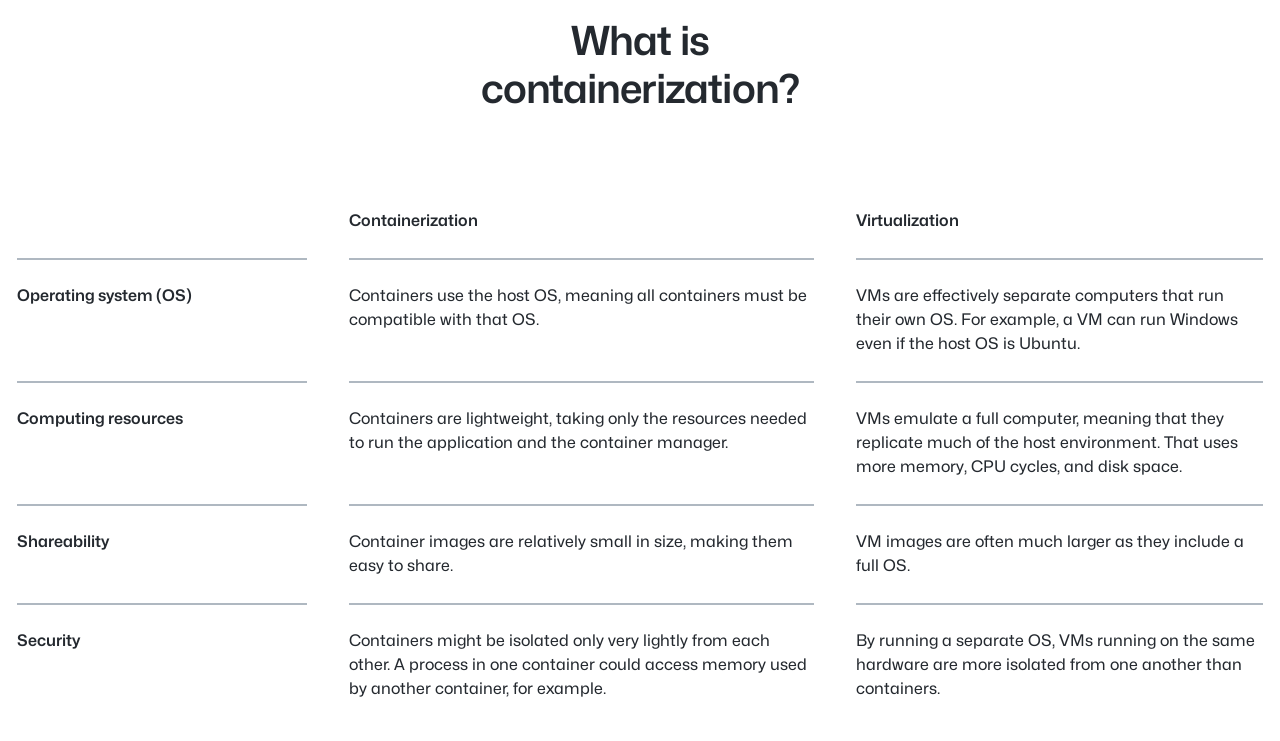 What is
containerization?
Containerization
Virtualization
Operating system (OS)
Containers use the host OS, meaning all containers must be
compatible with that OS.
VMs are effectively separate computers that run
their own OS. For example, a VM can run Windows
even if the host OS is Ubuntu.
Computing resources
Containers are lightweight, taking only the resources needed
to run the application and the container manager.
VMs emulate a full computer, meaning that they
replicate much of the host environment. That uses
more memory, CPU cycles, and disk space.
Shareability
Container images are relatively small in size, making them
easy to share.
VM images are often much larger as they include a
full OS.
Security
Containers might be isolated only very lightly from each
other. A process in one container could access memory used
by another container, for example.
By running a separate OS, VMs running on the same
hardware are more isolated from one another than
containers.